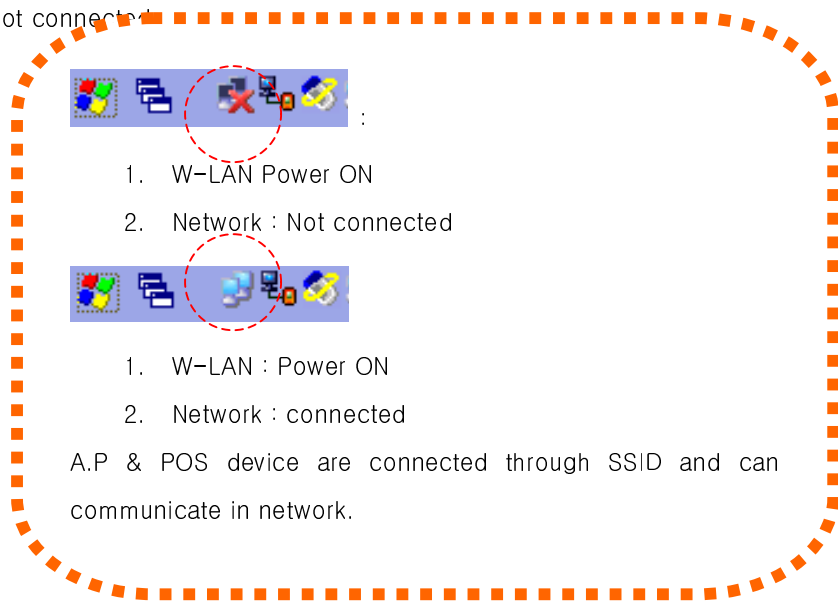 ot connected
:
1. W-LAN Power ON
2. Network : Not connected
1. W-LAN : Power ON
2. Network : connected
A.P & POS device are connected through SSID and can
communicate in network.